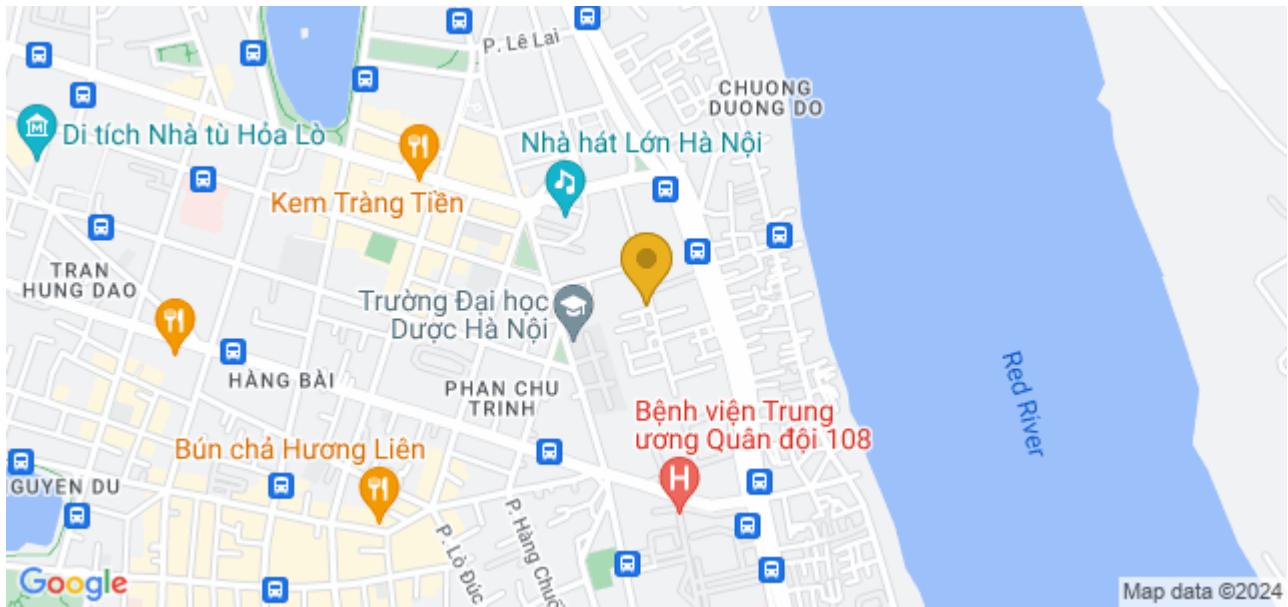 P. Lê Lai
CHUONG
DUONG DO
Di tích Nhà tù Hỏa Lò
Nhà hát Lớn Hà Nội
Kem Tràng Tiền
TRAN
HUNG DAO
Trường Đại học
Dược Hà Nội
HÀNG BÀI
PHAN CHU
TRINH
Red River
Bệnh viện Trung
ương Quân đội 108
H
Bún chả Hương Liên
GUYEN DU
P. Lò Đúc
P. Hàng Chuối
Google
Map data ©2024